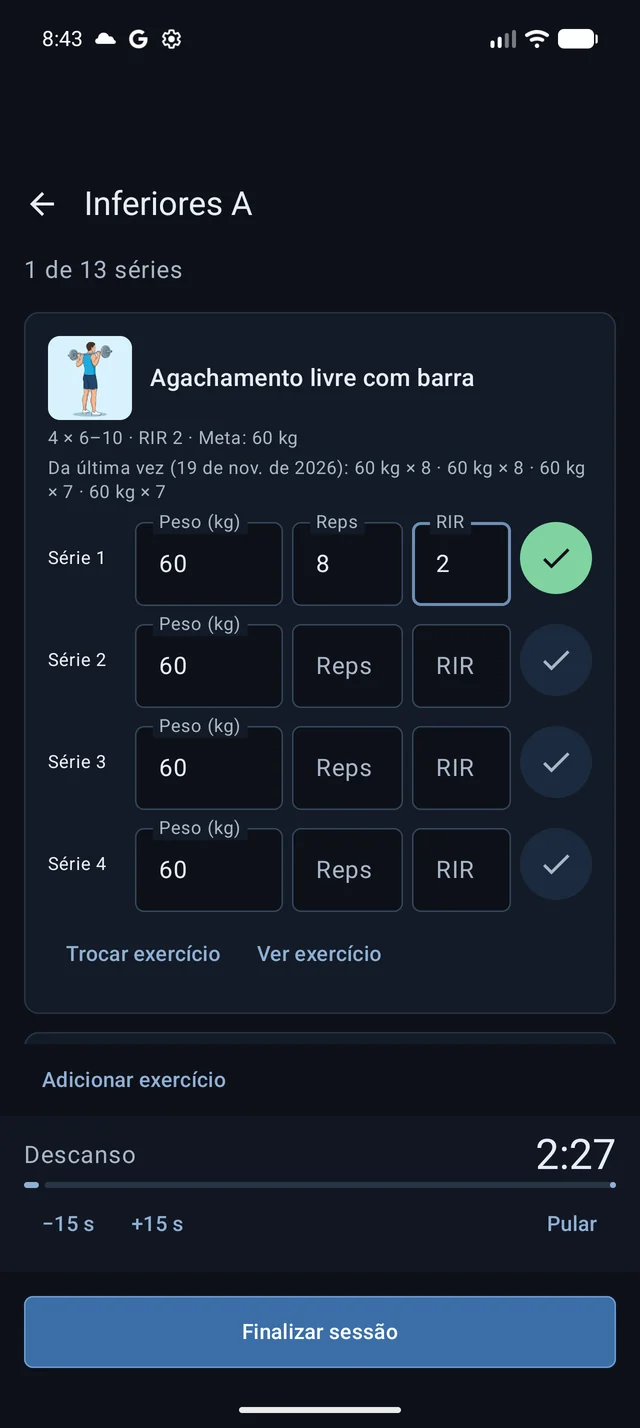 8:43
Inferiores A
1 de 13 séries
Agachamento livre com barra
4 × 6–10 · RIR 2 · Meta: 60 kg
Da última vez (19 de nov. de 2026): 60 kg × 8 · 60 kg × 8 · 60 kg
× 7 · 60 kg × 7
Peso (kg) Reps RIR
Série 1 60 8 2
Peso (kg)
Série 2 60 Reps RIR
Peso (kg)
Série 3 60 Reps RIR
Peso (kg)
Série 4 60 Reps RIR
Trocar exercício Ver exercício
Adicionar exercício
Descanso 2:27
−15 s +15 s Pular
Finalizar sessão